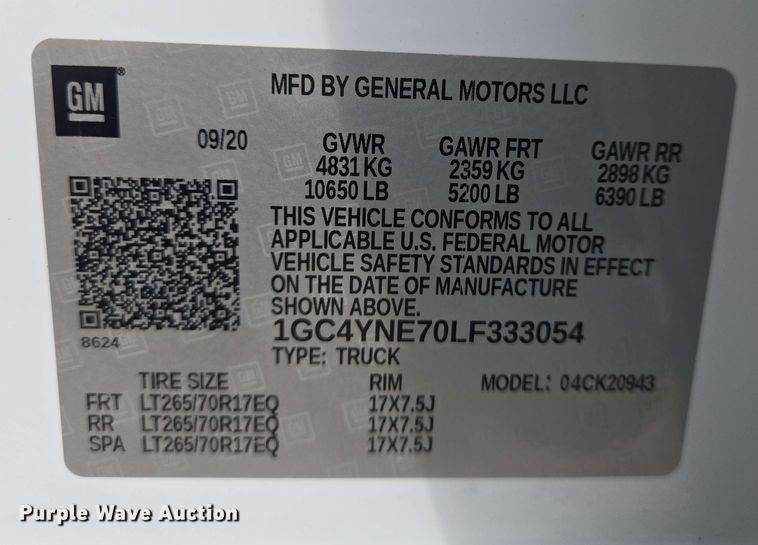 GM
MFD BY GENERAL MOTORS LLC
09/20
GVWR GAWR FRT GAWR RR
4831 KG 2359 KG 2898 KG
10650 LB 5200 LB 6390 LB
THIS VEHICLE CONFORMS TO ALL
APPLICABLE U.S. FEDERAL MOTOR
VEHICLE SAFETY STANDARDS IN EFFECT
ON THE DATE OF MANUFACTURE
SHOWN ABOVE.
8624
1GC4YNE70LF333054
TYPE: TRUCK
TIRE SIZE RIM MODEL: 04CK20943
FRT LT265/70R17EQ 17X7.5J
RR LT265/70R17EQ 17X7.5J
SPA LT265/70R17EQ 17X7.5J
Purple Wave Auction